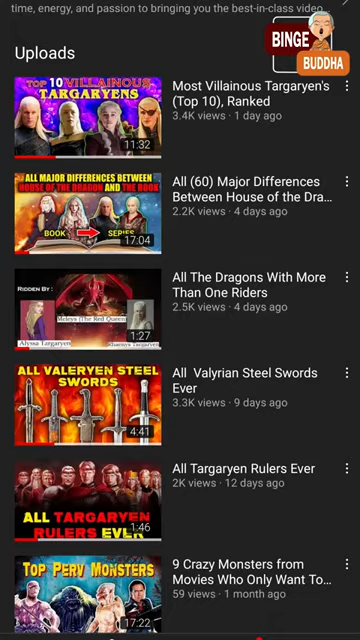 time, energy, and passion to bringing you the best-in-class video
BINGE
BUDDHA
Uploads
TOP 10 VILLAINOUS
TARGARYENS
11:32
Most Villainous Targaryen's
(Top 10), Ranked
3.4K views · 1 day ago
ALL MAJOR DIFFERENCES BETWEEN
HOUSE OF THE DRAGON AND THE BOOK
BOOK
SERIES
17:04
All (60) Major Differences
Between House of the Dra...
2.2K views · 4 days ago
RIDDEN BY :
Meleys (The Red Queen)
Alyssa Targaryen
Rhaenys Targaryen
1:27
All The Dragons With More
Than One Riders
2.5K views · 4 days ago
ALL VALERYEN STEEL
SWORDS
4:41
All Valyrian Steel Swords
Ever
3.3K views · 9 days ago
ALL TARGARYEN
RULERS EVER
1:46
All Targaryen Rulers Ever
2K views · 12 days ago
TOP PERV MONSTERS
17:22
9 Crazy Monsters from
Movies Who Only Want To...
59 views · 1 month ago